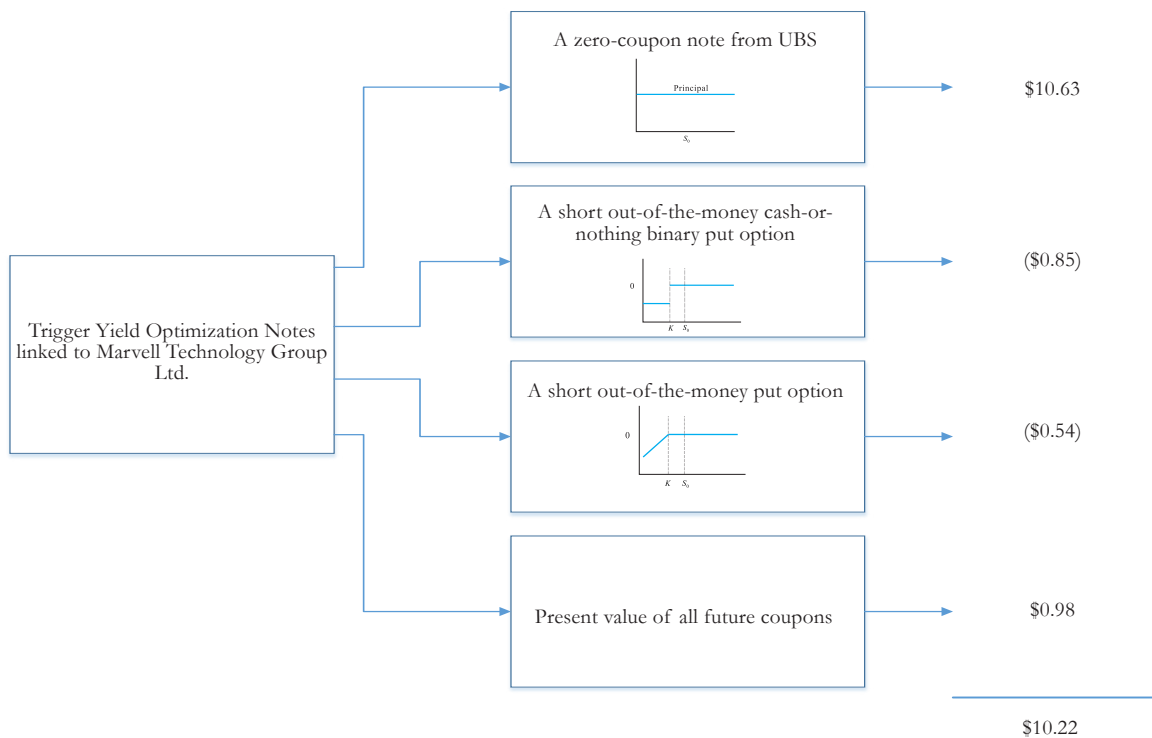 A zero-coupon note from UBS
Principal
S0
$10.63
A short out-of-the-money cash-or-
nothing binary put option
0
K S0
($0.85)
Trigger Yield Optimization Notes
linked to Marvell Technology Group
Ltd.
A short out-of-the-money put option
0
K S0
($0.54)
Present value of all future coupons
$0.98
$10.22